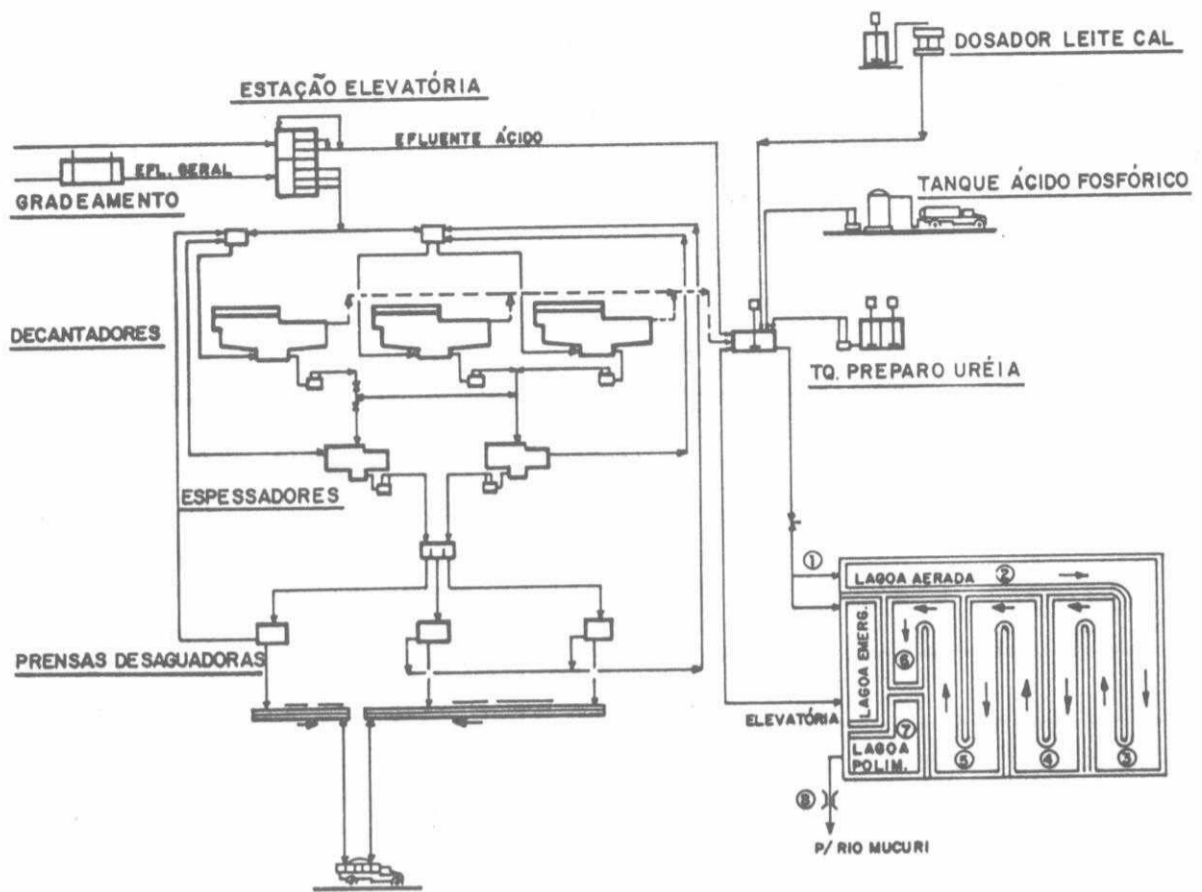 DOSADOR LEITE CAL
ESTAÇÃO ELEVATÓRIA
EFLUENTE ÁCIDO
EFL. GERAL
GRADEAMENTO
TANQUE ÁCIDO FOSFÓRICO
DECANTADORES
TQ. PREPARO URÉIA
ESPESSADORES
①
LAGOA AERADA ②
LAGOA EMERG.
⑥
PRENSAS DESAGUADORAS
ELEVATÓRIA
⑦
LAGOA
POLIM.
⑤ ④ ③
⑧
P/ RIO MUCURI